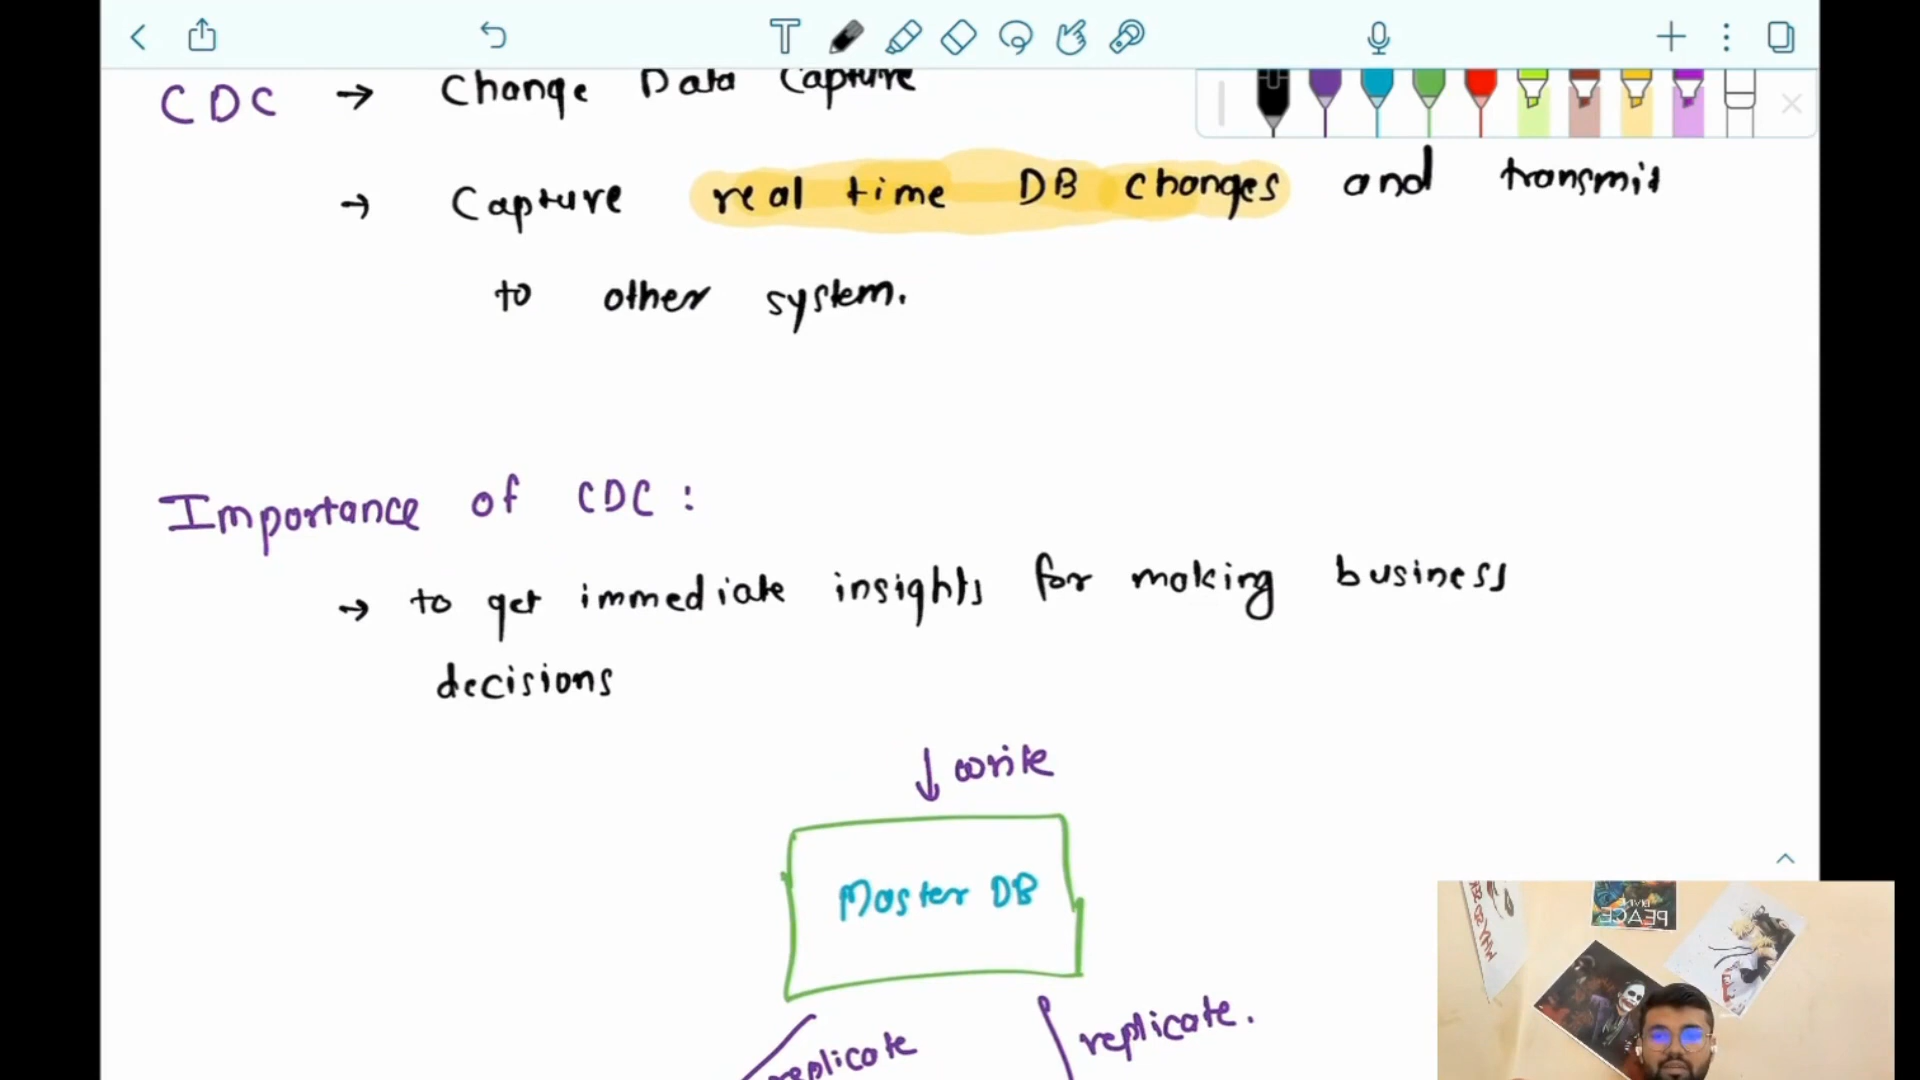 CDC → Change Data Capture
→ Capture real time DB changes and transmit
to other system.
Importance of CDC :
→ to get immediate insights for making business
decisions
↓ write
Master DB
replicate
replicate.
PEACE